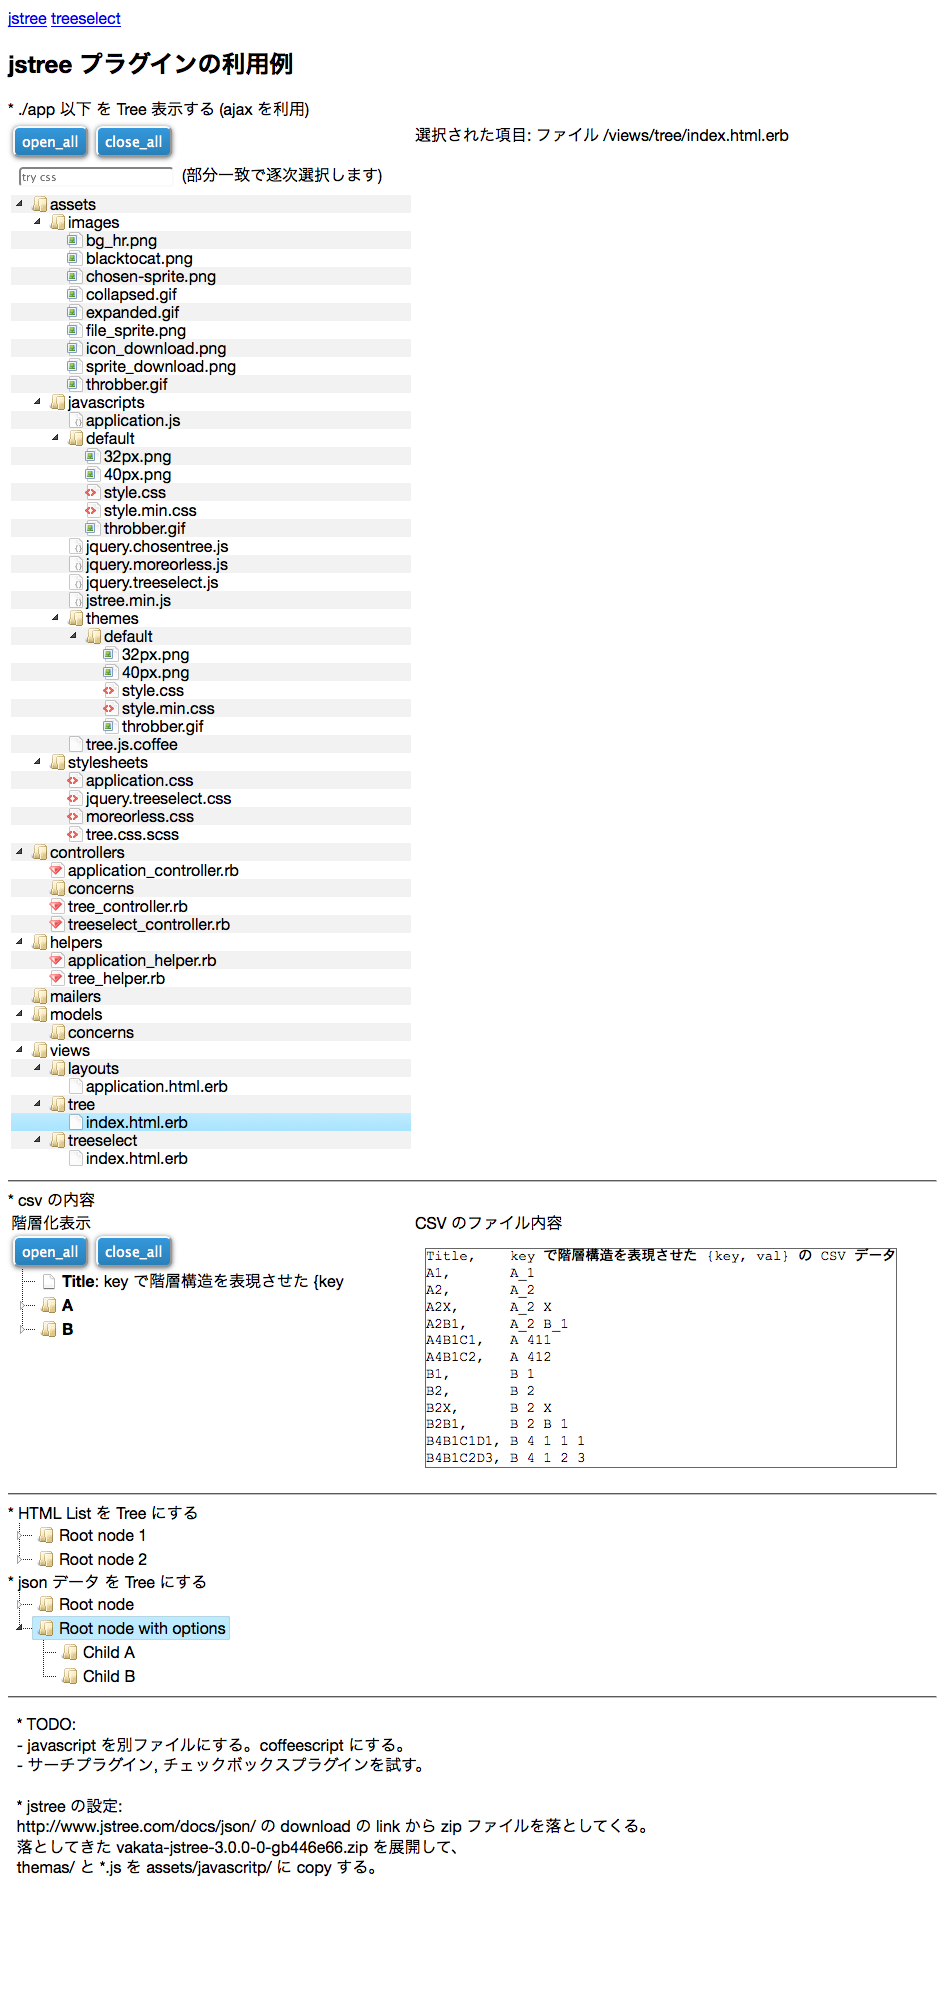 jstree treeselect
jstree プラグインの利用例
* ./app 以下 を Tree 表示する (ajax を利用)
open_all close_all 選択された項目: ファイル /views/tree/index.html.erb
try css (部分一致で逐次選択します)
assets
images
bg_hr.png
blacktocat.png
chosen-sprite.png
collapsed.gif
expanded.gif
file_sprite.png
icon_download.png
sprite_download.png
throbber.gif
javascripts
application.js
default
32px.png
40px.png
style.css
style.min.css
throbber.gif
jquery.chosentree.js
jquery.moreorless.js
jquery.treeselect.js
jstree.min.js
themes
default
32px.png
40px.png
style.css
style.min.css
throbber.gif
tree.js.coffee
stylesheets
application.css
jquery.treeselect.css
moreorless.css
tree.css.scss
controllers
application_controller.rb
concerns
tree_controller.rb
treeselect_controller.rb
helpers
application_helper.rb
tree_helper.rb
mailers
models
concerns
views
layouts
application.html.erb
tree
index.html.erb
treeselect
index.html.erb
* csv の内容
階層化表示
open_all close_all
Title: key で階層構造を表現させた {key
A
B
CSV のファイル内容
Title, key で階層構造を表現させた {key, val} の CSV データ
A1, A_1
A2, A_2
A2X, A_2 X
A2B1, A_2 B_1
A4B1C1, A 411
A4B1C2, A 412
B1, B 1
B2, B 2
B2X, B 2 X
B2B1, B 2 B 1
B4B1C1D1, B 4 1 1 1
B4B1C2D3, B 4 1 2 3
* HTML List を Tree にする
Root node 1
Root node 2
* json データ を Tree にする
Root node
Root node with options
Child A
Child B
* TODO:
- javascript を別ファイルにする。coffeescript にする。
- サーチプラグイン, チェックボックスプラグインを試す。
* jstree の設定:
http://www.jstree.com/docs/json/ の download の link から zip ファイルを落としてくる。
落としてきた vakata-jstree-3.0.0-0-gb446e66.zip を展開して、
themas/ と *.js を assets/javascritp/ に copy する。